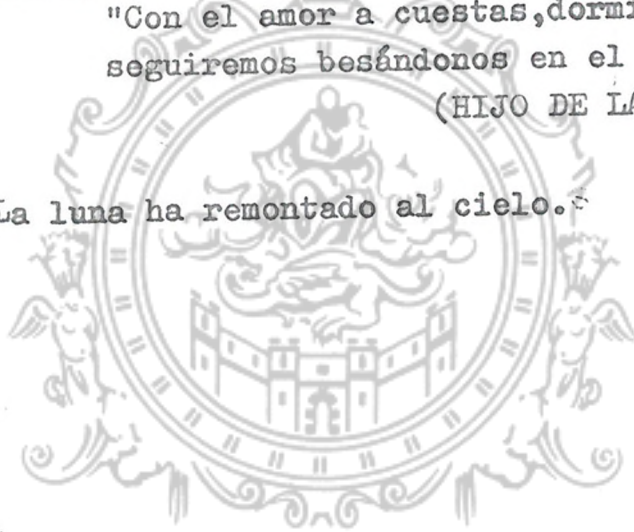 "Con el amor a cuestas,
seguiremos besándonos en el
(HIJO DE
La luna ha remontado al cielo.